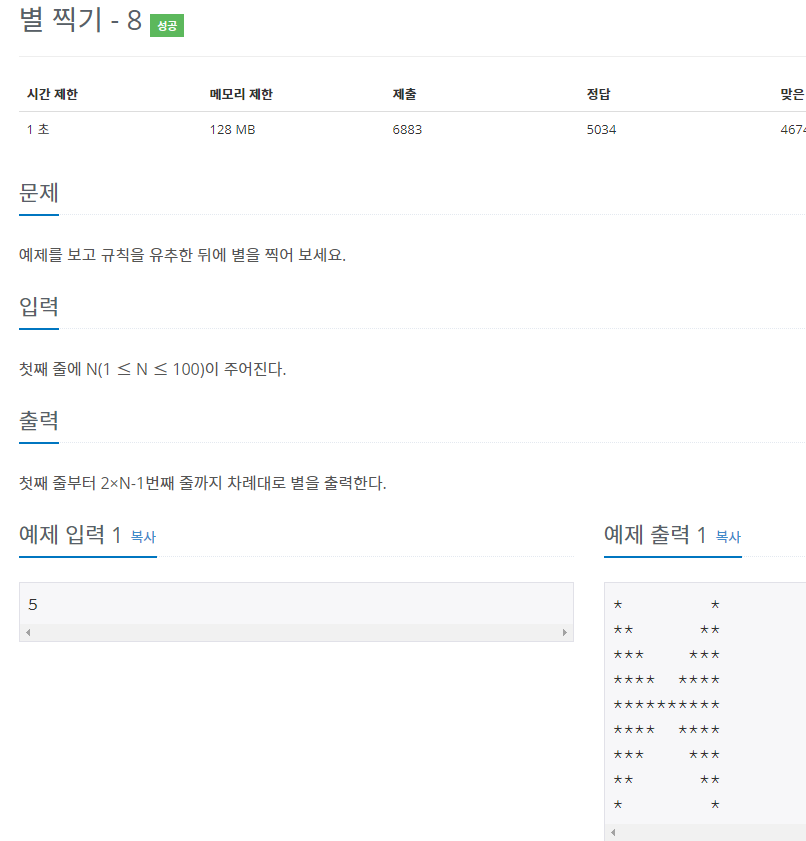 별 찍기 - 8 성공
시간 제한 메모리 제한 제출 정답 맞은
1 초 128 MB 6883 5034 4674
문제
예제를 보고 규칙을 유추한 뒤에 별을 찍어 보세요.
입력
첫째 줄에 N(1 ≤ N ≤ 100)이 주어진다.
출력
첫째 줄부터 2×N-1번째 줄까지 차례대로 별을 출력한다.
예제 입력 1 복사
5
예제 출력 1 복사
*        *
**      **
***    ***
****  ****
**********
****  ****
***    ***
**      **
*        *